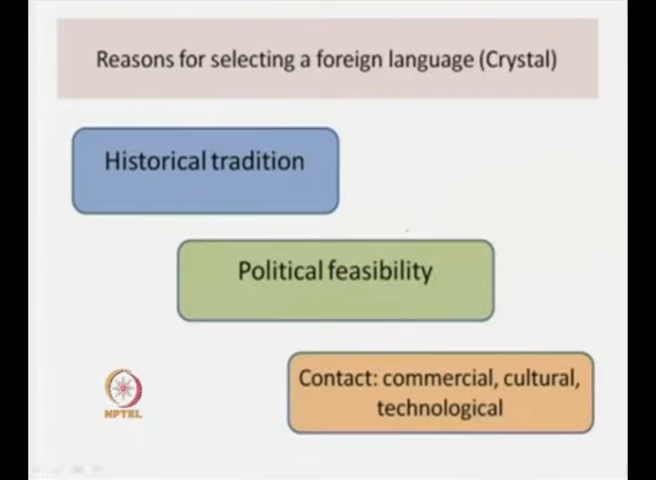 Reasons for selecting a foreign language (Crystal)
Historical tradition
Political feasibility
Contact: commercial, cultural,
technological
NPTEL